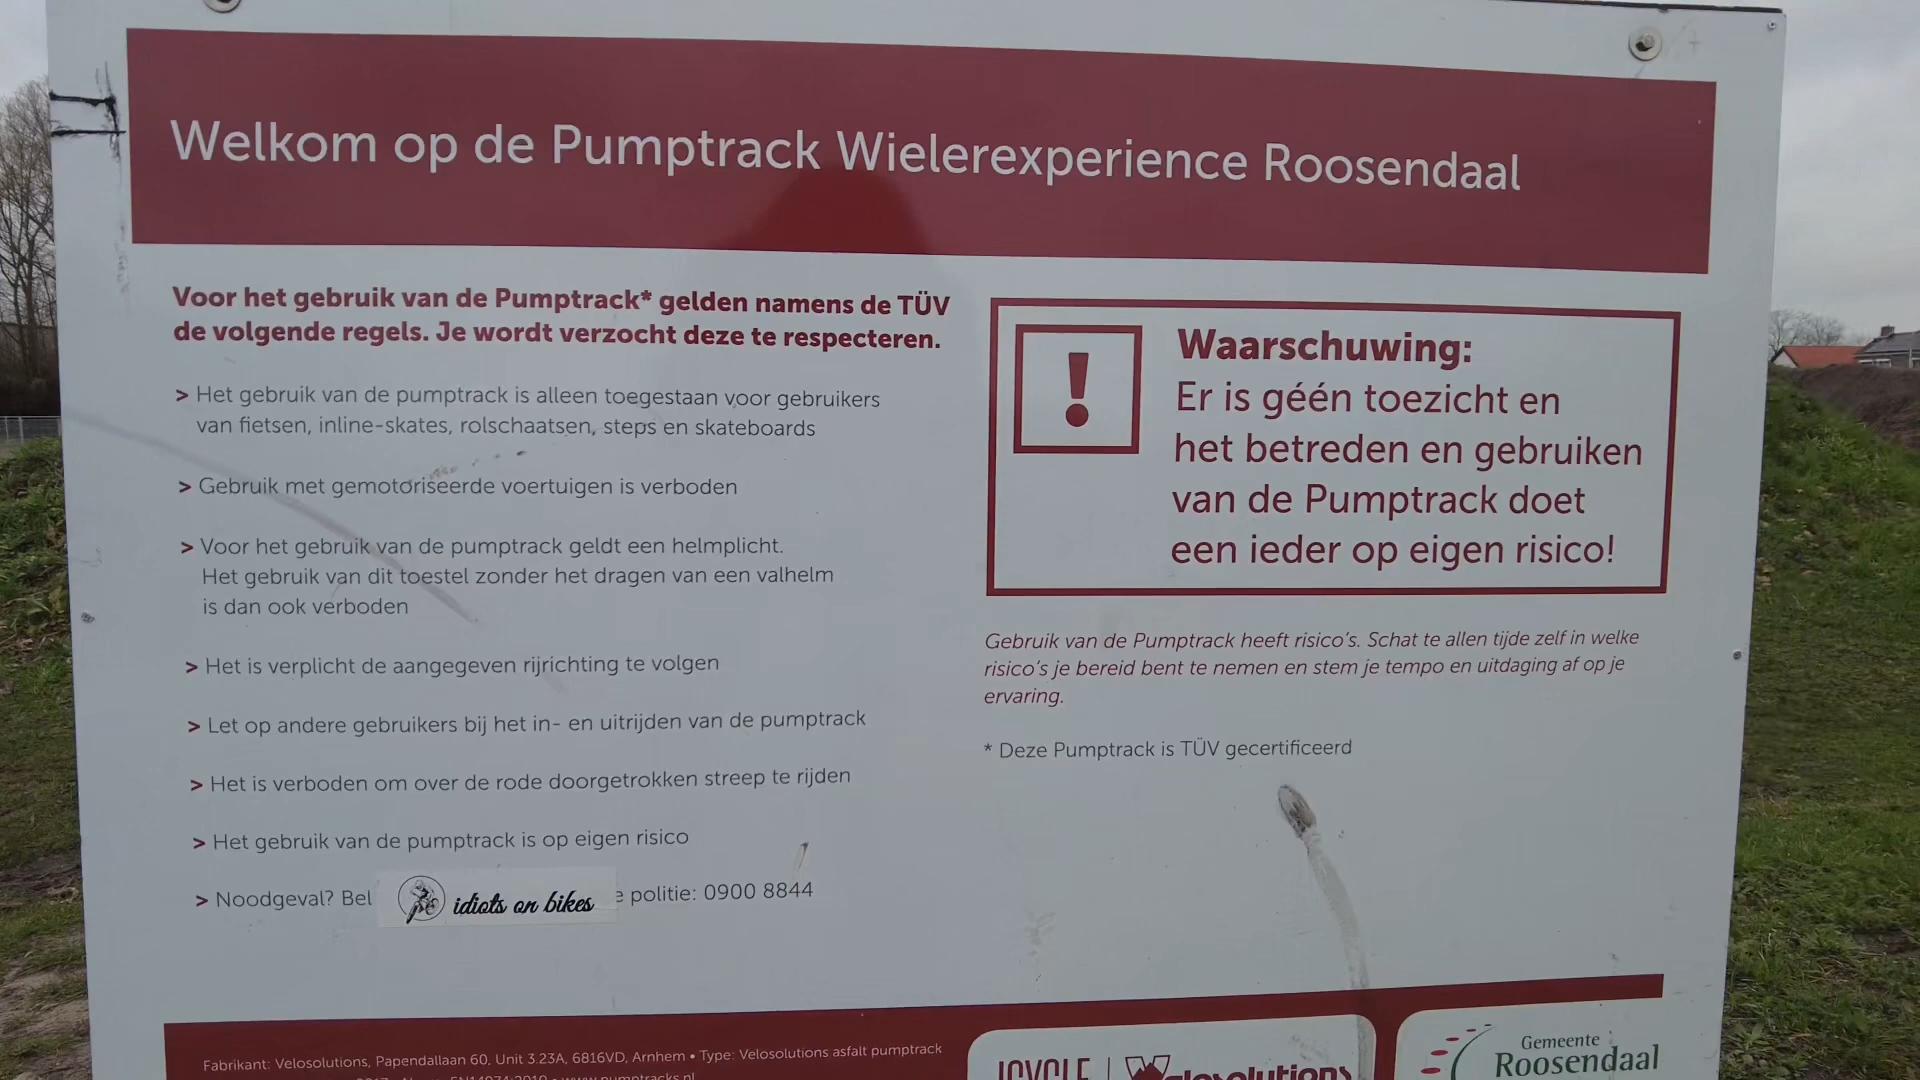 Welkom op de Pumptrack Wielerexperience Roosendaal
Voor het gebruik van de Pumptrack* gelden namens de TÜV
de volgende regels. Je wordt verzocht deze te respecteren.
> Het gebruik van de pumptrack is alleen toegestaan voor gebruikers
van fietsen, inline-skates, rolschaatsen, steps en skateboards
> Gebruik met gemotoriseerde voertuigen is verboden
> Voor het gebruik van de pumptrack geldt een helmplicht.
Het gebruik van dit toestel zonder het dragen van een valhelm
is dan ook verboden
> Het is verplicht de aangegeven rijrichting te volgen
> Let op andere gebruikers bij het in- en uitrijden van de pumptrack
> Het is verboden om over de rode doorgetrokken streep te rijden
> Het gebruik van de pumptrack is op eigen risico
> Noodgeval? Bel idiots on bikes e politie: 0900 8844
!
Waarschuwing:
Er is géén toezicht en
het betreden en gebruiken
van de Pumptrack doet
een ieder op eigen risico!
Gebruik van de Pumptrack heeft risico's. Schat te allen tijde zelf in welke
risico's je bereid bent te nemen en stem je tempo en uitdaging af op je
ervaring.
* Deze Pumptrack is TÜV gecertificeerd
Fabrikant: Velosolutions, Papendallaan 60, Unit 3.23A, 6816VD, Arnhem • Type: Velosolutions asfalt pumptrack
Gemeente
Roosendaal